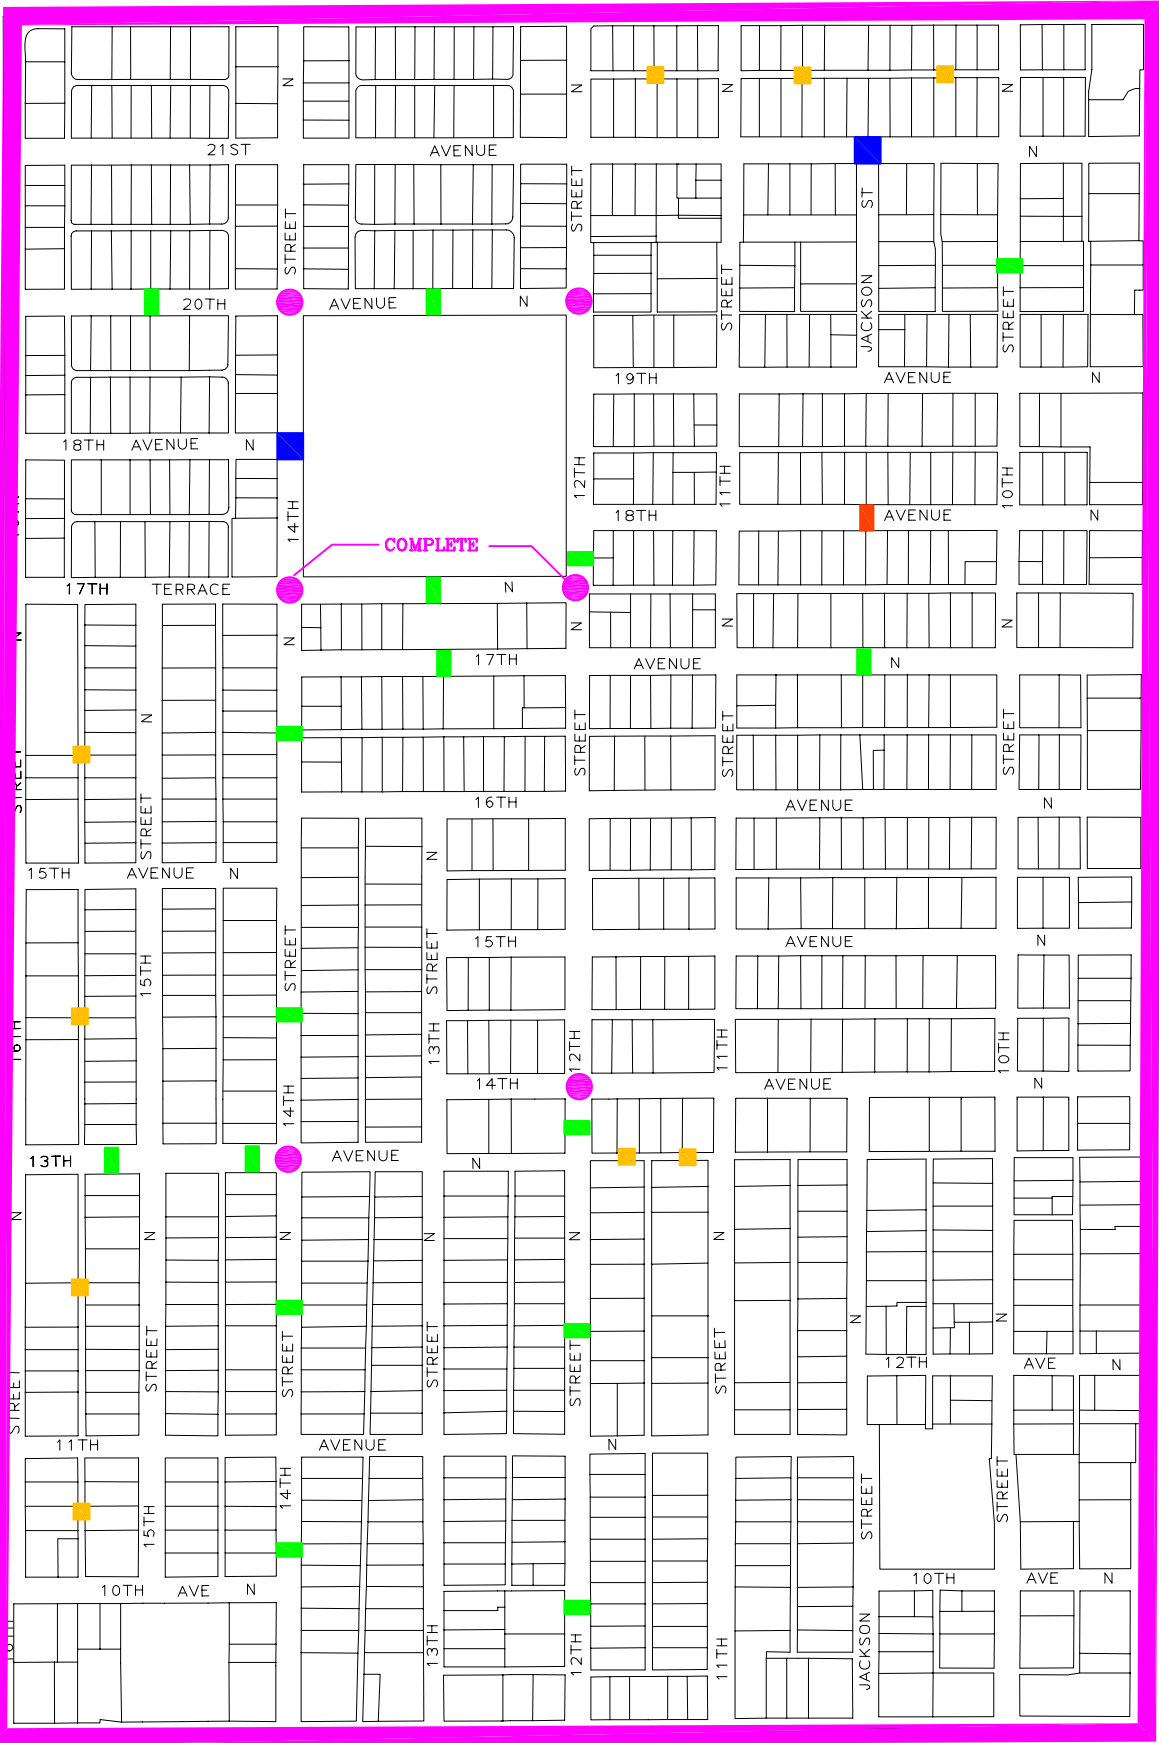 N N N N
21ST AVENUE N
STREET STREET ST
20TH AVENUE N
STREET JACKSON STREET
19TH AVENUE N
18TH AVENUE N
14TH 12TH 11TH 10TH
18TH AVENUE N
COMPLETE
17TH TERRACE N
N N N N N
17TH AVENUE N
N
STREET STREET STREET STREET
16TH AVENUE N
STREET N
15TH AVENUE N
STREET STREET
15TH AVENUE N
15TH
16TH 13TH 12TH 11TH 10TH
14TH AVENUE N
14TH
13TH AVENUE N
N N N N N N N N
STREET STREET STREET STREET STREET STREET
12TH AVE N
11TH AVENUE N
14TH 15TH STREET STREET
10TH AVE N
10TH AVE N
13TH 12TH 11TH JACKSON